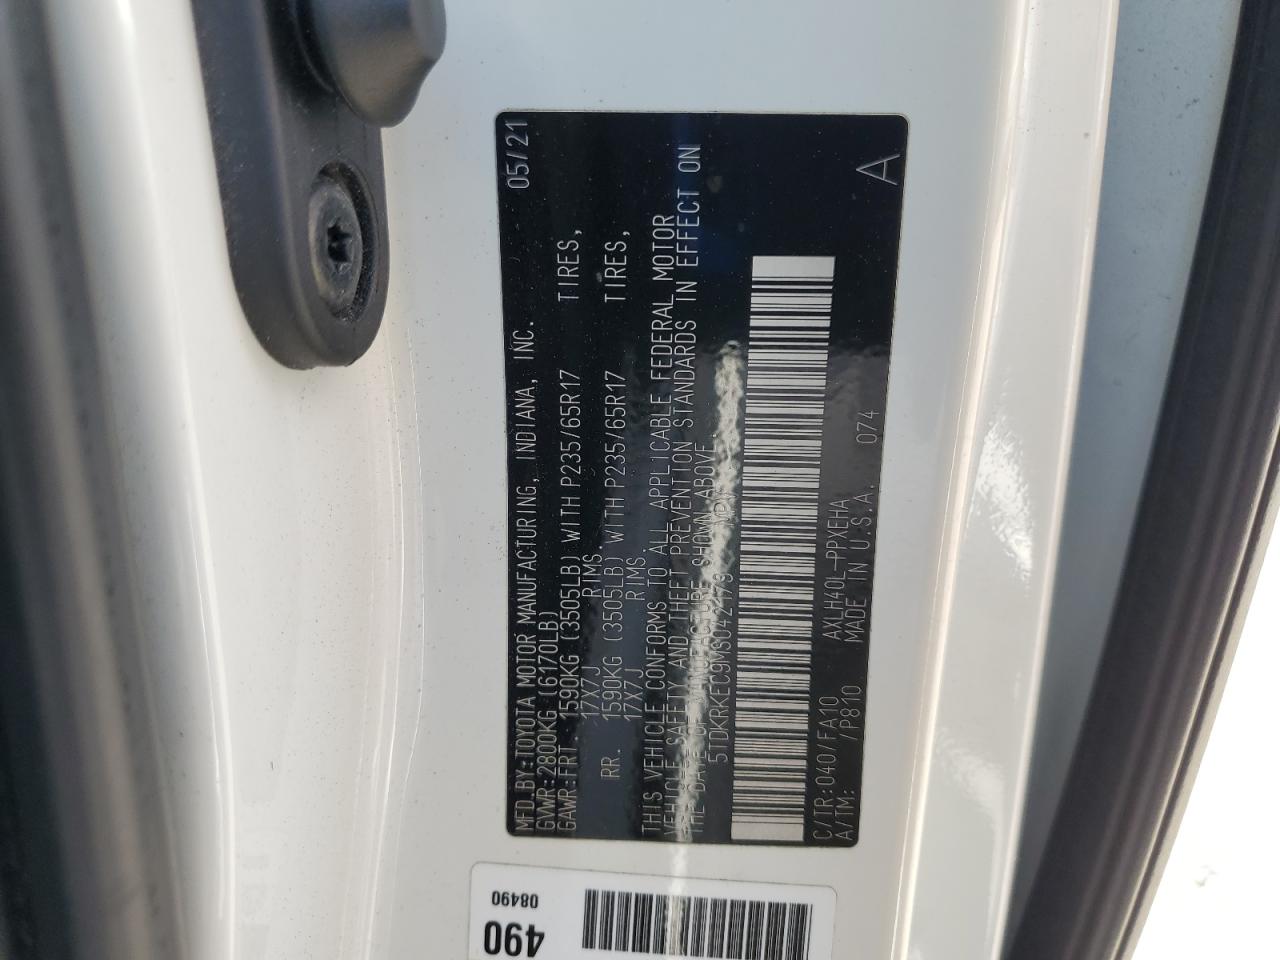 MFD.BY:TOYOTA MOTOR MANUFACTURING, INDIANA, INC. 05/21
GVWR:2800KG(6170LB)
GAWR:FRT 1590KG (3505LB) WITH P235/65R17 TIRES,
17X7J RIMS.
RR. 1590KG (3505LB) WITH P235/65R17 TIRES,
17X7J RIMS.
THIS VEHICLE CONFORMS TO ALL APPLICABLE FEDERAL MOTOR
VEHICLE SAFETY AND THEFT PREVENTION STANDARDS IN EFFECT ON
THE DATE OF MANUFACTURE SHOWN ABOVE.
5TDKRKEC9MS042173 MPV
A
C/TR:040/FA10 AXLH40L-PPXEHA
A/TM: /P810 MADE IN U.S.A. 074
08490
490